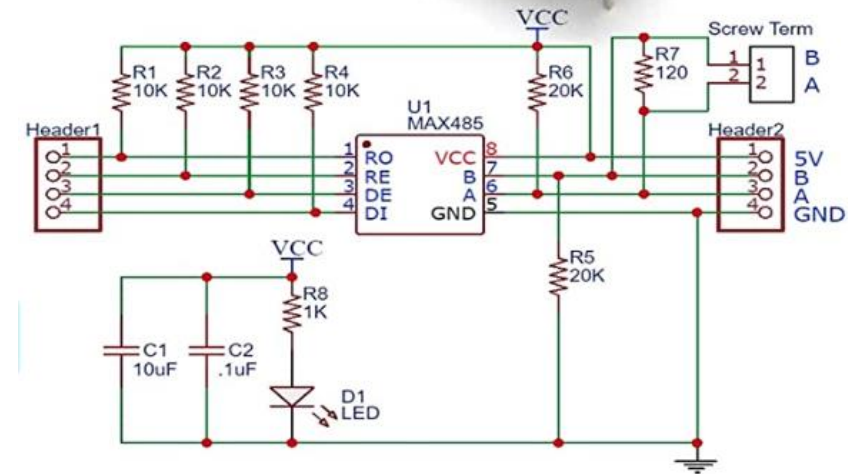 VCC
Screw Term
R1
10K
R2
10K
R3
10K
R4
10K
R6
20K
R7
120
1 1 B
2 2 A
U1
MAX485
Header1
Header2
1 1 RO VCC 8 1 5V
2 2 RE B 7 2 B
3 3 DE A 6 3 A
4 4 DI GND 5 4 GND
VCC
R5
20K
R8
1K
C1
10uF
C2
.1uF
D1
LED